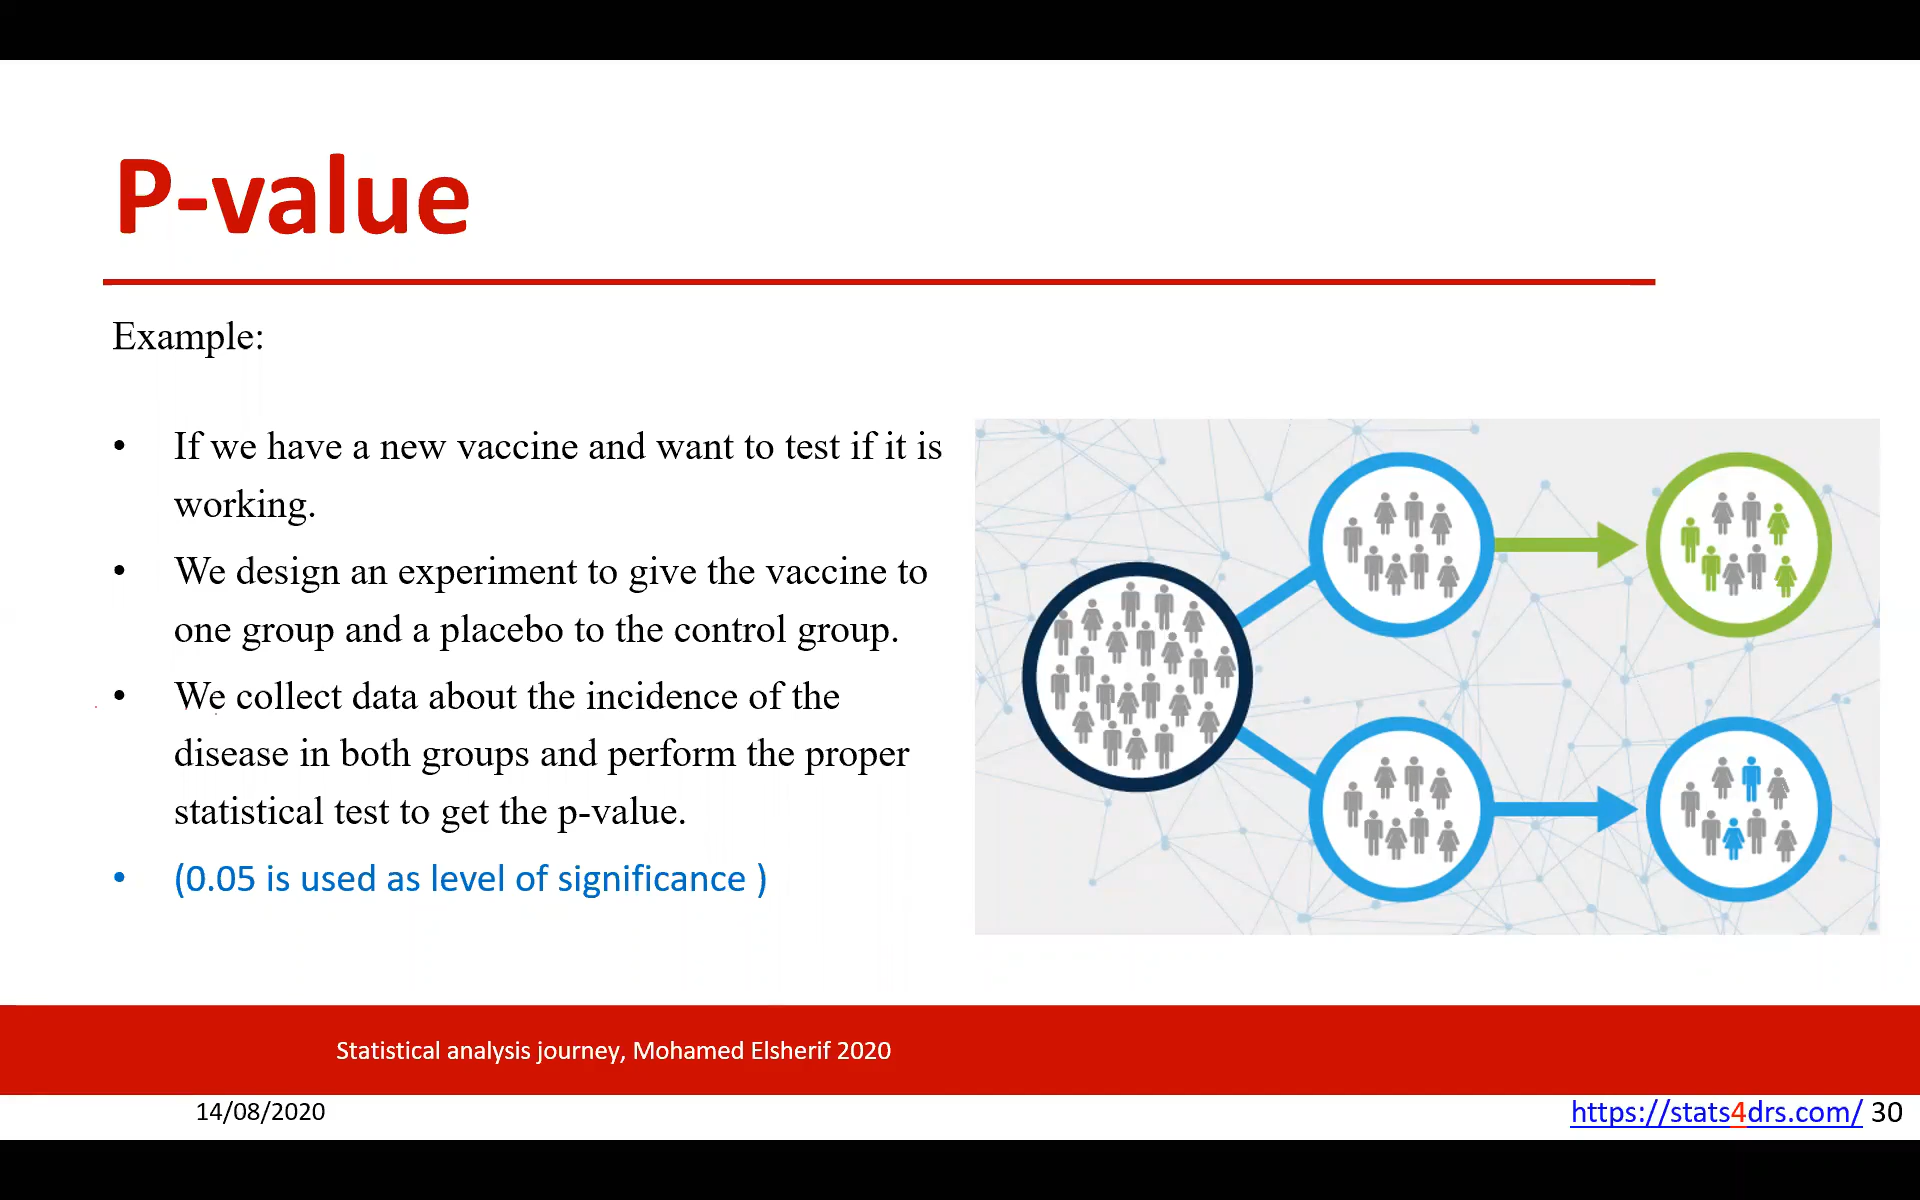 P-value
Example:
• If we have a new vaccine and want to test if it is
working.
• We design an experiment to give the vaccine to
one group and a placebo to the control group.
• We collect data about the incidence of the
disease in both groups and perform the proper
statistical test to get the p-value.
• (0.05 is used as level of significance )
Statistical analysis journey, Mohamed Elsherif 2020
14/08/2020
https://stats4drs.com/ 30